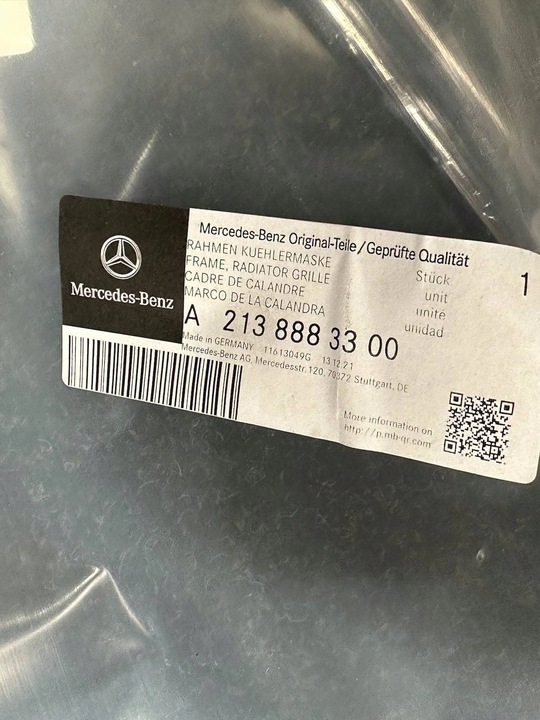 Mercedes-Benz Original-Teile/Geprüfte Qualität
RAHMEN KUEHLERMASKE
FRAME, RADIATOR GRILLE
CADRE DE CALANDRE
MARCO DE LA CALANDRA
Stück 1
unit
unité
unidad
Mercedes-Benz
A 213 888 33 00
Made in GERMANY 11613049G 13.12.21
Mercedes-Benz AG, Mercedesstr. 120, 70372 Stuttgart, DE
More information on
http://p.mb-qr.com